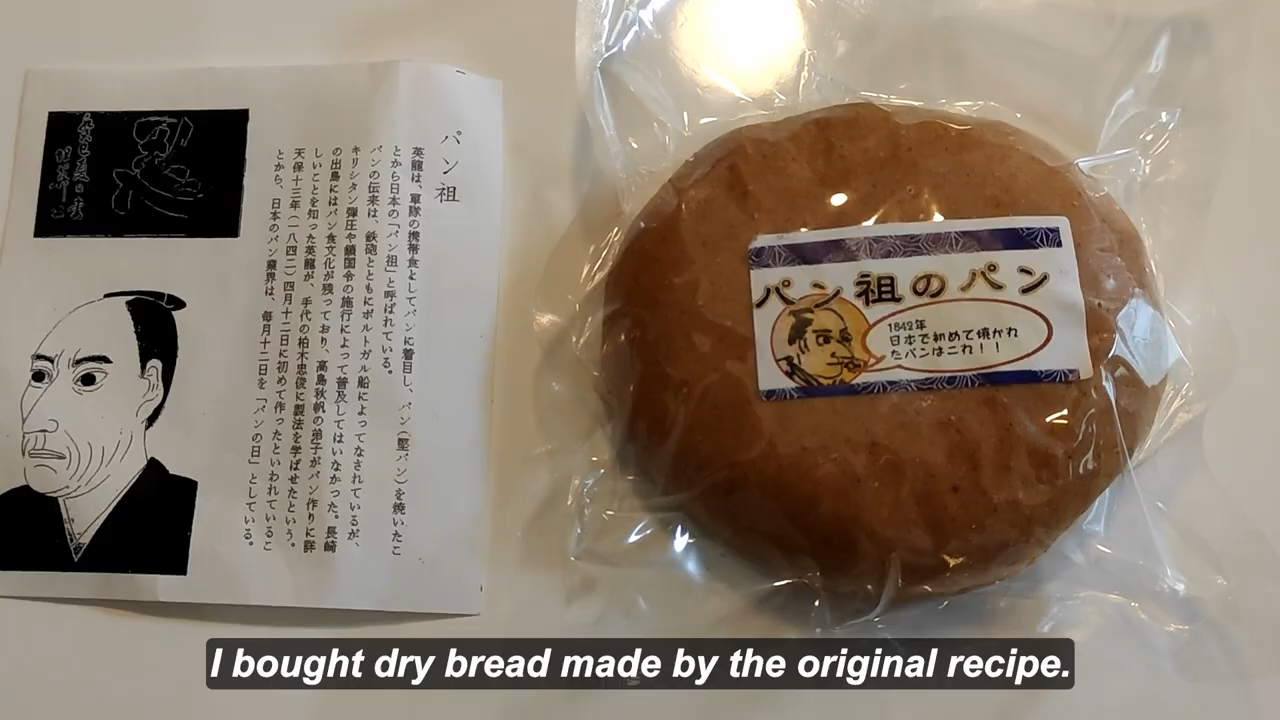 パン祖
英龍は、軍隊の携帯食としてパンに着目し、パン（堅パン）を焼いたこ
とから日本の「パン祖」と呼ばれている。
パンの伝来は、鉄砲とともにポルトガル船によってなされているが、
キリシタン弾圧や鎖国令の施行によって普及してはいなかった。長崎
の出島にはパン食文化が残っており、高島秋帆の弟子がパン作りに詳
しいことを知った英龍が、手代の柏木忠俊に製法を学ばせたという。
天保十三年（一八四二）四月十二日に初めて作ったといわれているこ
とから、日本のパン業界は、毎月十二日を「パンの日」としている。
パン祖のパン
1842年
日本で初めて焼かれ
たパンはこれ！！
I bought dry bread made by the original recipe.